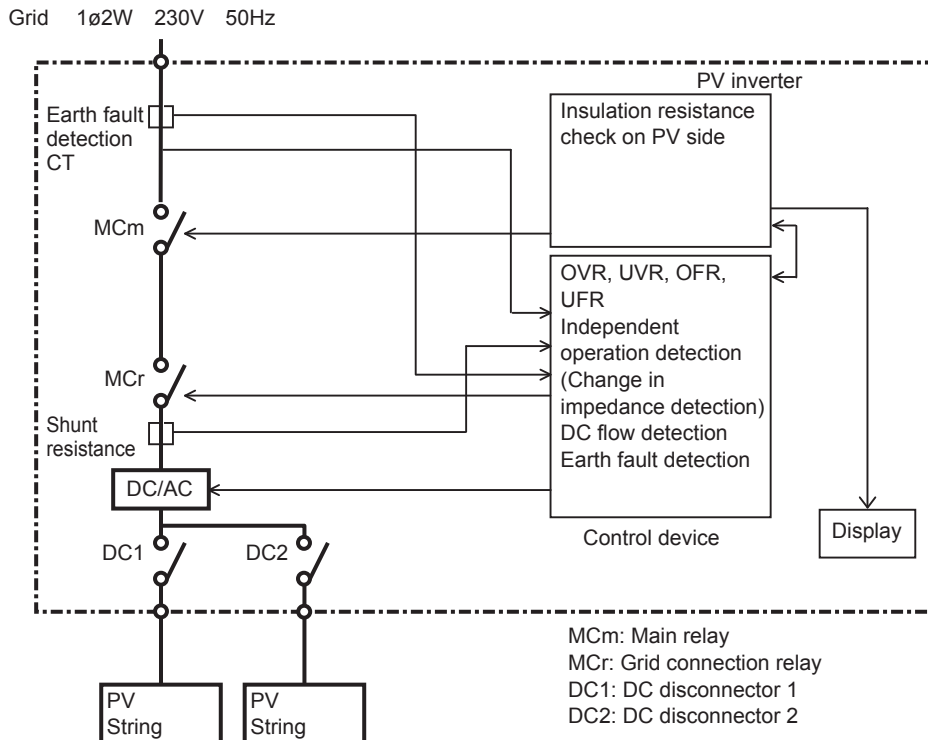 Grid 1ø2W 230V 50Hz
PV inverter
Earth fault
detection
CT
Insulation resistance
check on PV side
MCm
OVR, UVR, OFR,
UFR
Independent
operation detection
(Change in
impedance detection)
DC flow detection
Earth fault detection
MCr
Shunt
resistance
DC/AC
Control device
Display
DC1
DC2
MCm: Main relay
MCr: Grid connection relay
DC1: DC disconnector 1
DC2: DC disconnector 2
PV
String
PV
String